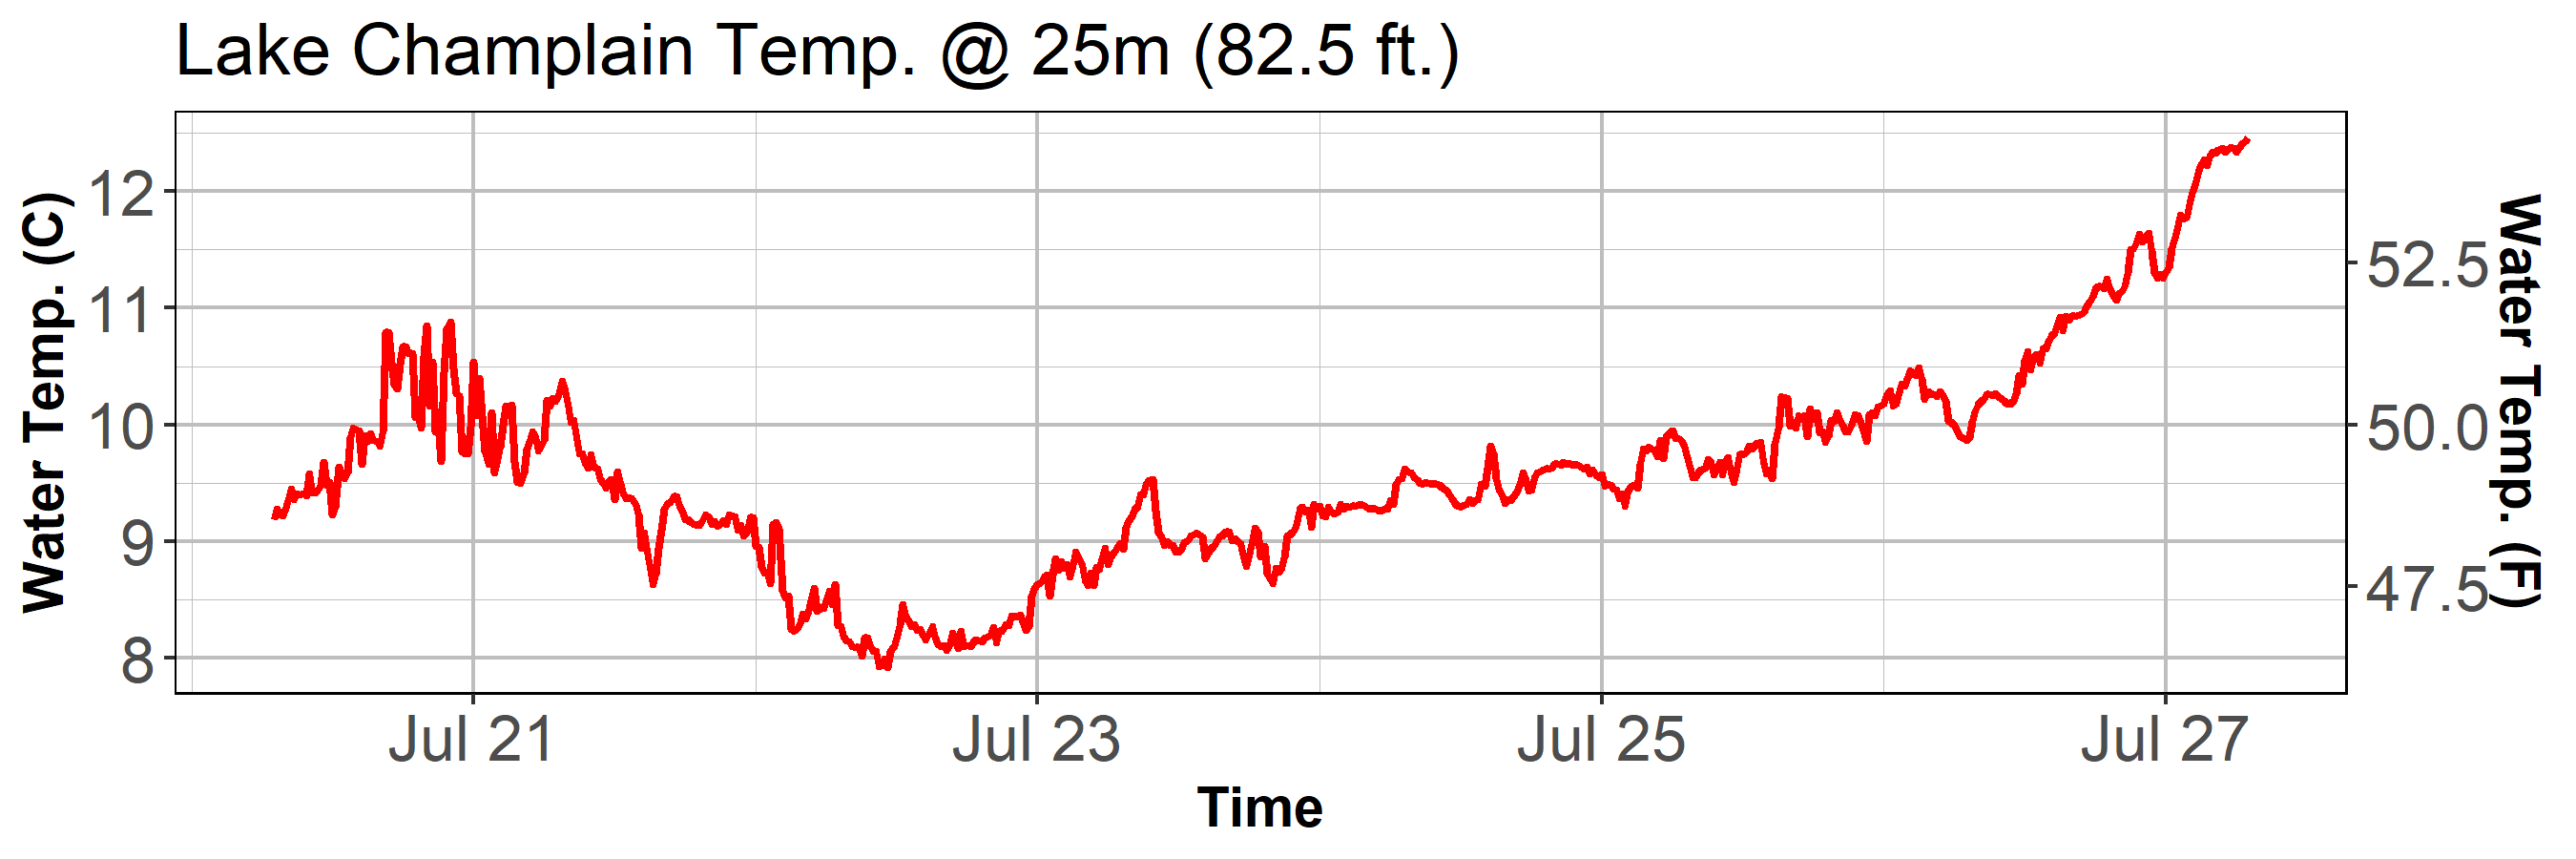 Lake Champlain Temp. @ 25m (82.5 ft.)
Water Temp. (C)
12
11
10
9
8
52.5
50.0
47.5
Water Temp. (F)
Jul 21
Jul 23
Jul 25
Jul 27
Time